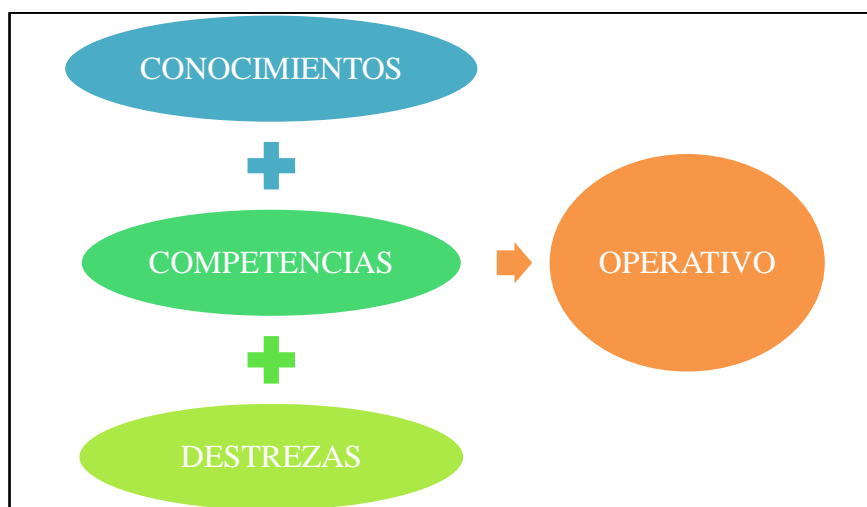 CONOCIMIENTOS
COMPETENCIAS
OPERATIVO
DESTREZAS